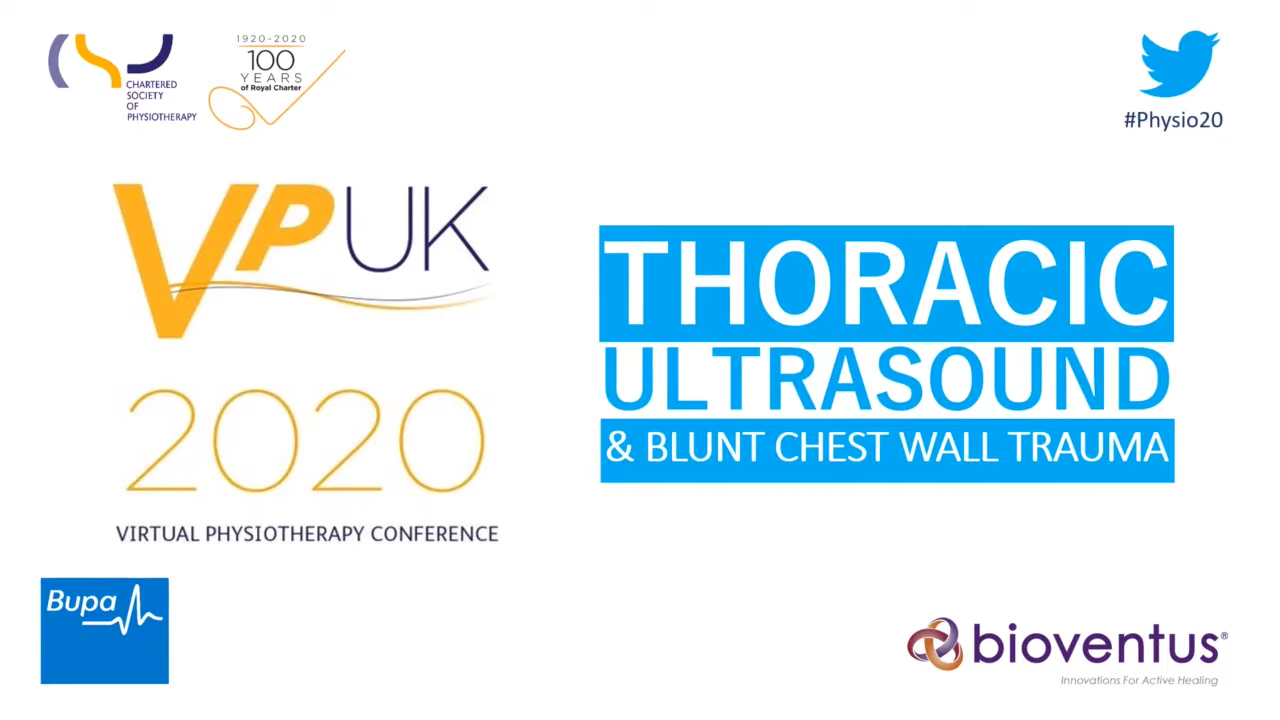 CHARTERED
SOCIETY
OF
PHYSIOTHERAPY
1920-2020
100
YEARS
of Royal Charter
#Physio20
VPUK
2020
VIRTUAL PHYSIOTHERAPY CONFERENCE
THORACIC
ULTRASOUND
& BLUNT CHEST WALL TRAUMA
Bupa
bioventus®
Innovations For Active Healing